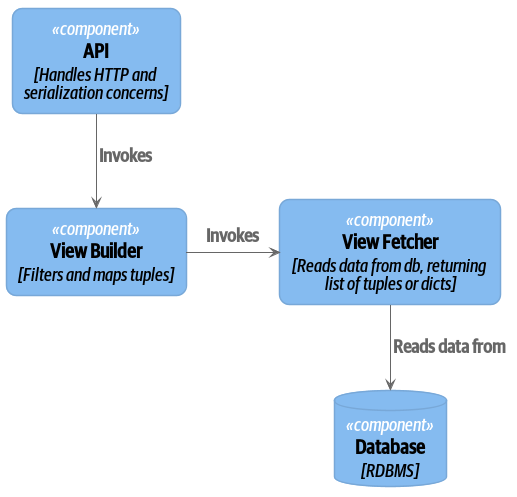 «component»
API
[Handles HTTP and
serialization concerns]
Invokes
«component»
View Builder
[Filters and maps tuples]
Invokes
«component»
View Fetcher
[Reads data from db, returning
list of tuples or dicts]
Reads data from
«component»
Database
[RDBMS]